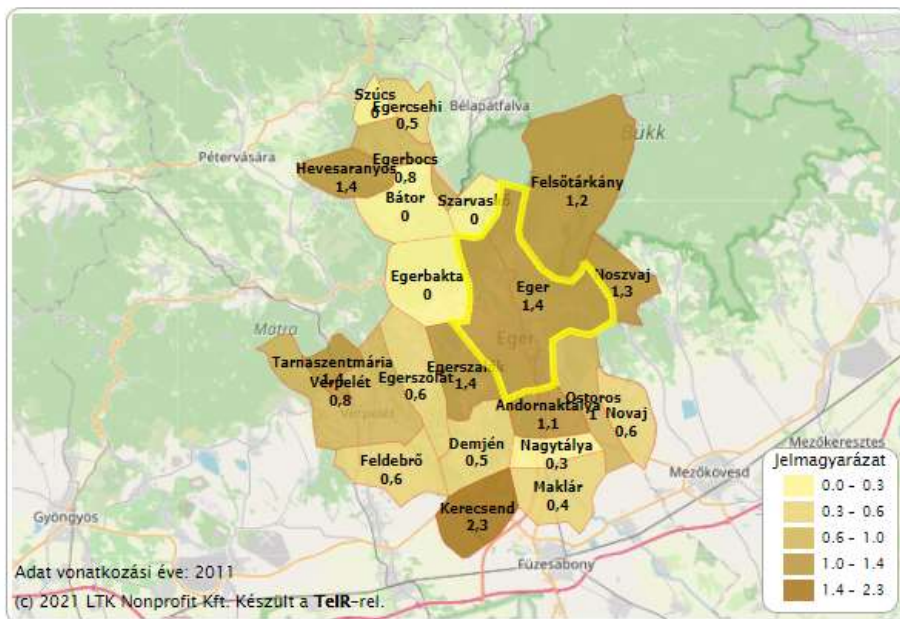 Szúcs
0
Egercsehi
0,5
Bélapátfalva
Bükk
Pétervására
Egerbocs
0,8
Hevesaranyos
1,4
Bátor
0
Szarvaskő
0
Felsőtárkány
1,2
Egerbakta
0
Eger
1,4
Noszvaj
1,3
Mátra
Eger
Tarnaszentmária
1,4
Verpelét
0,8
Verpelét
Egerszólát
0,6
Egerszalók
1,4
Andornaktálya
1,1
Ostoros
1
Novaj
0,6
Feldebrő
0,6
Demjén
0,5
Nagytálya
0,3
Maklár
0,4
Kerecsend
2,3
Mezőkeresztes
Mezőkövesd
Gyöngyös
Füzesabony
Jelmagyarázat
0.0 - 0.3
0.3 - 0.6
0.6 - 1.0
1.0 - 1.4
1.4 - 2.3
Adat vonatkozási éve: 2011
(c) 2021 LTK Nonprofit Kft. Készült a TeIR-rel.